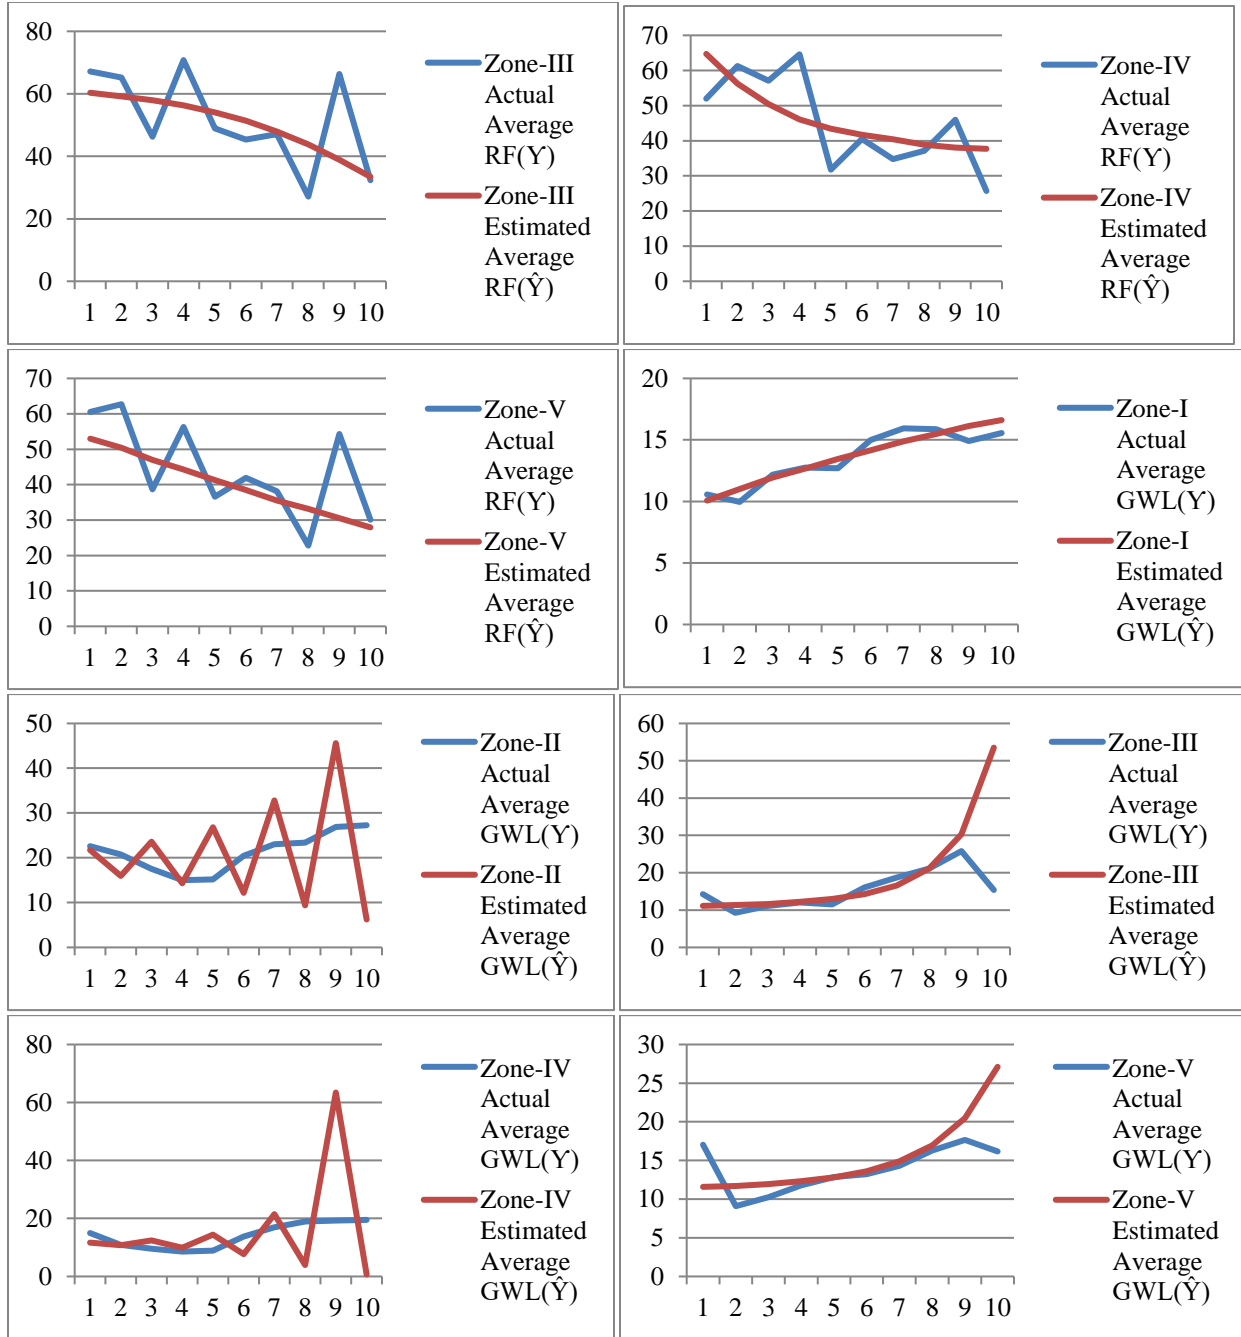 80
60
40
20
0
1 2 3 4 5 6 7 8 9 10
Zone-III
Actual
Average
RF(Y)
Zone-III
Estimated
Average
RF(Ŷ)
70
60
50
40
30
20
10
0
1 2 3 4 5 6 7 8 9 10
Zone-IV
Actual
Average
RF(Y)
Zone-IV
Estimated
Average
RF(Ŷ)
70
60
50
40
30
20
10
0
1 2 3 4 5 6 7 8 9 10
Zone-V
Actual
Average
RF(Y)
Zone-V
Estimated
Average
RF(Ŷ)
20
15
10
5
0
1 2 3 4 5 6 7 8 9 10
Zone-I
Actual
Average
GWL(Y)
Zone-I
Estimated
Average
GWL(Ŷ)
50
40
30
20
10
0
1 2 3 4 5 6 7 8 9 10
Zone-II
Actual
Average
GWL(Y)
Zone-II
Estimated
Average
GWL(Ŷ)
60
50
40
30
20
10
0
1 2 3 4 5 6 7 8 9 10
Zone-III
Actual
Average
GWL(Y)
Zone-III
Estimated
Average
GWL(Ŷ)
80
60
40
20
0
1 2 3 4 5 6 7 8 9 10
Zone-IV
Actual
Average
GWL(Y)
Zone-IV
Estimated
Average
GWL(Ŷ)
30
25
20
15
10
5
0
1 2 3 4 5 6 7 8 9 10
Zone-V
Actual
Average
GWL(Y)
Zone-V
Estimated
Average
GWL(Ŷ)